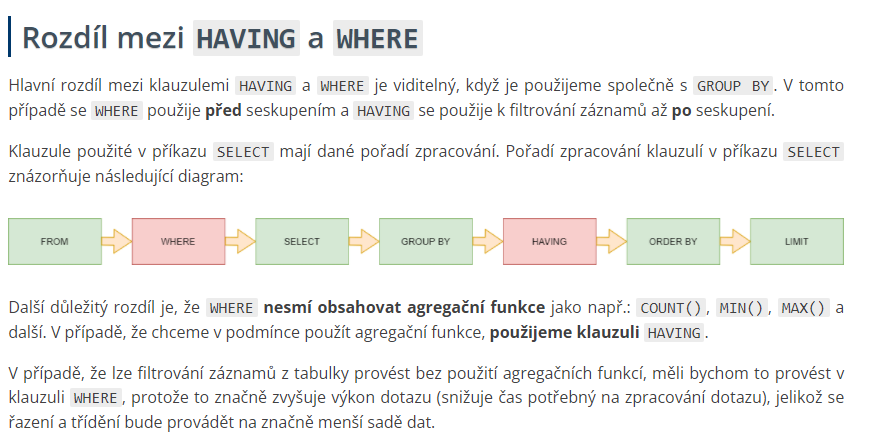 Rozdíl mezi HAVING a WHERE
Hlavní rozdíl mezi klauzulemi HAVING a WHERE je viditelný, když je použijeme společně s GROUP BY. V tomto
případě se WHERE použije před seskupením a HAVING se použije k filtrování záznamů až po seskupení.
Klauzule použité v příkazu SELECT mají dané pořadí zpracování. Pořadí zpracování klauzulí v příkazu SELECT
znázorňuje následující diagram:
FROM WHERE SELECT GROUP BY HAVING ORDER BY LIMIT
Další důležitý rozdíl je, že WHERE nesmí obsahovat agregační funkce jako např.: COUNT(), MIN(), MAX() a
další. V případě, že chceme v podmínce použít agregační funkce, použijeme klauzuli HAVING.
V případě, že lze filtrování záznamů z tabulky provést bez použití agregačních funkcí, měli bychom to provést v
klauzuli WHERE, protože to značně zvyšuje výkon dotazu (snižuje čas potřebný na zpracování dotazu), jelikož se
řazení a třídění bude provádět na značně menší sadě dat.